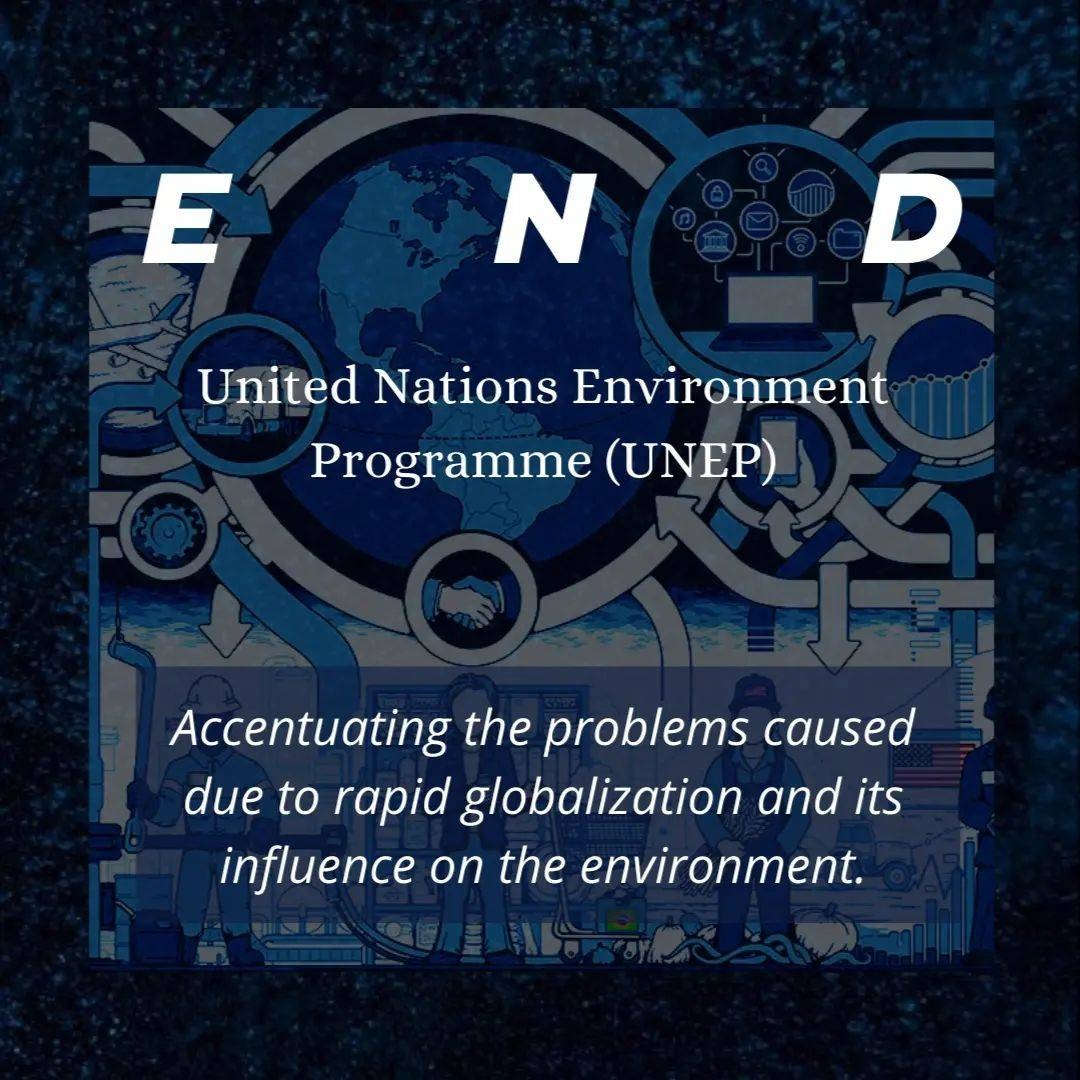 E N D
United Nations Environment
Programme (UNEP)
Accentuating the problems caused
due to rapid globalization and its
influence on the environment.